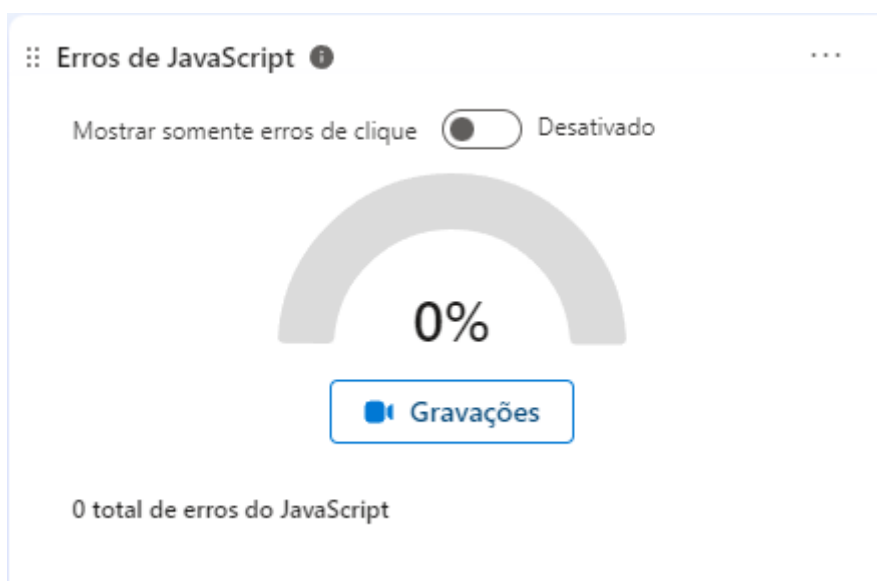 Erros de JavaScript
Mostrar somente erros de clique Desativado
0%
Gravações
0 total de erros do JavaScript